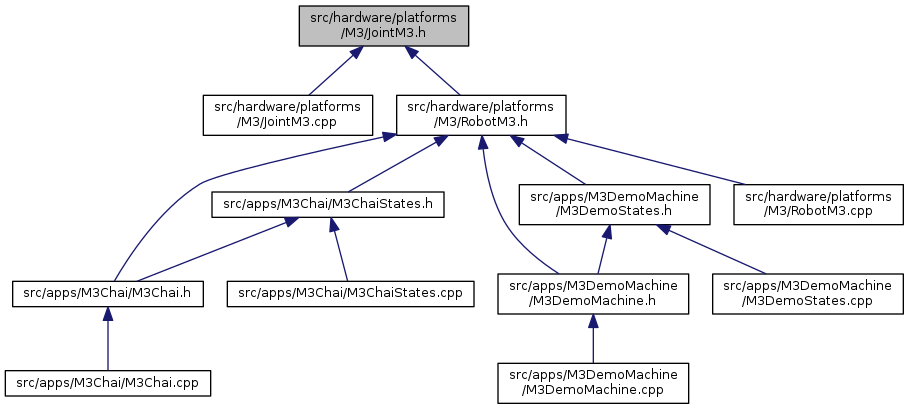 src/hardware/platforms
/M3/JointM3.h
src/hardware/platforms
/M3/JointM3.cpp
src/hardware/platforms
/M3/RobotM3.h
src/apps/M3Chai/M3ChaiStates.h
src/apps/M3DemoMachine
/M3DemoStates.h
src/hardware/platforms
/M3/RobotM3.cpp
src/apps/M3Chai/M3Chai.h
src/apps/M3Chai/M3ChaiStates.cpp
src/apps/M3DemoMachine
/M3DemoMachine.h
src/apps/M3DemoMachine
/M3DemoStates.cpp
src/apps/M3Chai/M3Chai.cpp
src/apps/M3DemoMachine
/M3DemoMachine.cpp